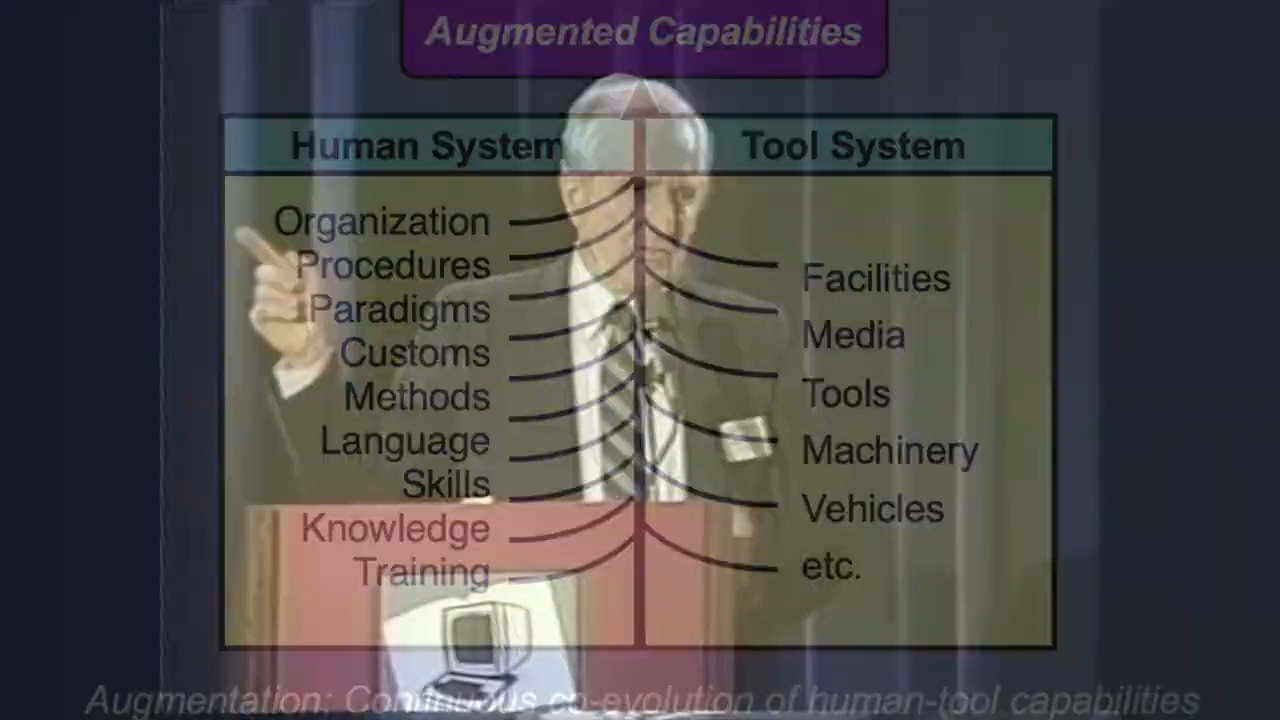 Augmented Capabilities
Human System
Tool System
Organization
Procedures
Paradigms
Customs
Methods
Language
Skills
Knowledge
Training
Facilities
Media
Tools
Machinery
Vehicles
etc.
Augmentation: Continuous co-evolution of human-tool capabilities